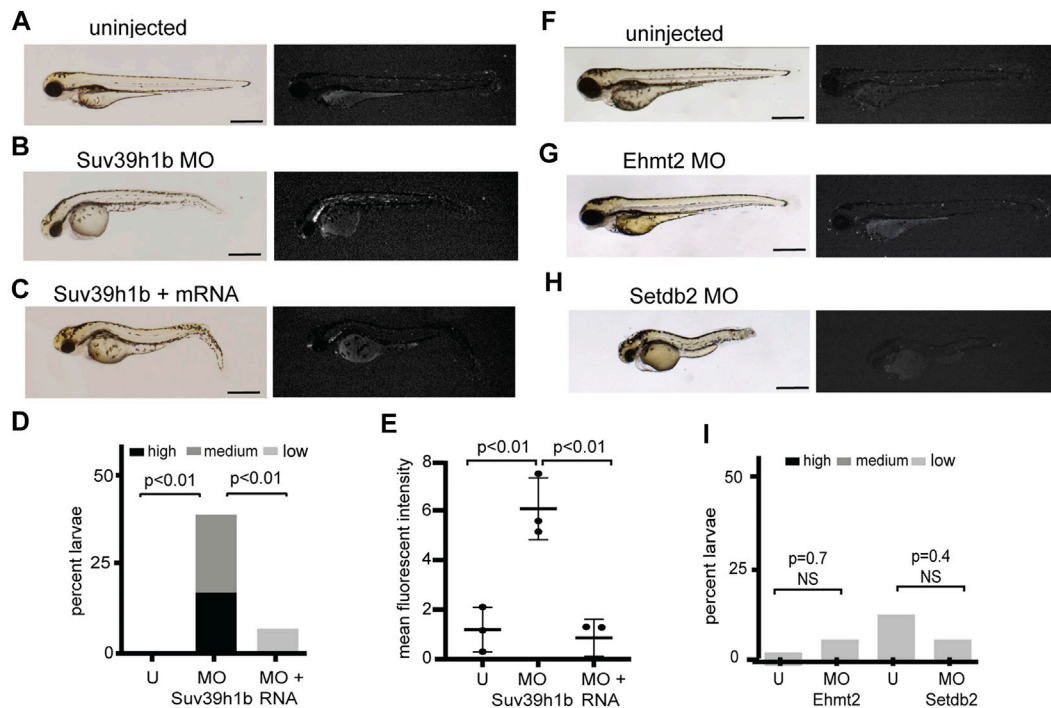 A
uninjected
B
Suv39h1b MO
C
Suv39h1b + mRNA
F
uninjected
G
Ehmt2 MO
H
Setdb2 MO
D
high medium low
p<0.01 p<0.01
percent larvae
50
25
0
U MO MO +
Suv39h1b RNA
E
p<0.01 p<0.01
mean fluorescent intensity
8
6
4
2
0
U MO MO +
Suv39h1b RNA
I
high medium low
percent larvae
50
25
0
p=0.7
NS
p=0.4
NS
U MO U MO
Ehmt2 Setdb2